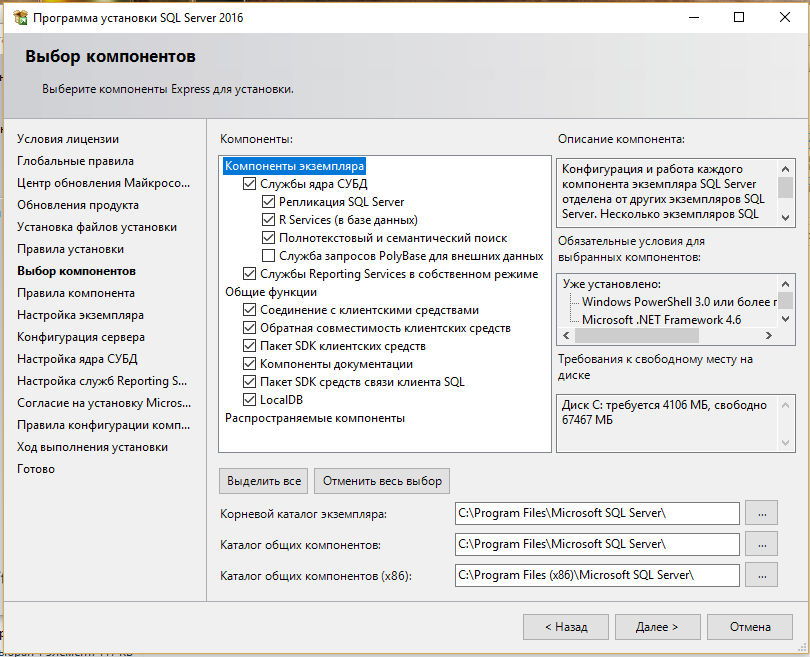 Программа установки SQL Server 2016
Выбор компонентов
Выберите компоненты Express для установки.
Условия лицензии
Глобальные правила
Центр обновления Майкросо...
Обновления продукта
Установка файлов установки
Правила установки
Выбор компонентов
Правила компонента
Настройка экземпляра
Конфигурация сервера
Настройка ядра СУБД
Настройка служб Reporting S...
Согласие на установку Micros...
Правила конфигурации комп...
Ход выполнения установки
Готово
Компоненты:
Компоненты экземпляра
Службы ядра СУБД
Репликация SQL Server
R Services (в базе данных)
Полнотекстовый и семантический поиск
Служба запросов PolyBase для внешних данных
Службы Reporting Services в собственном режиме
Общие функции
Соединение с клиентскими средствами
Обратная совместимость клиентских средств
Пакет SDK клиентских средств
Компоненты документации
Пакет SDK средств связи клиента SQL
LocalDB
Распространяемые компоненты
Описание компонента:
Конфигурация и работа каждого
компонента экземпляра SQL Server
отделена от других экземпляров SQL
Server. Несколько экземпляров SQL
Обязательные условия для
выбранных компонентов:
Уже установлено:
Windows PowerShell 3.0 или более г
Microsoft .NET Framework 4.6
Требования к свободному месту на
диске
Диск C: требуется 4106 МБ, свободно
67467 МБ
Выделить все
Отменить весь выбор
Корневой каталог экземпляра:
C:\Program Files\Microsoft SQL Server\
...
Каталог общих компонентов:
C:\Program Files\Microsoft SQL Server\
...
Каталог общих компонентов (x86):
C:\Program Files (x86)\Microsoft SQL Server\
...
< Назад
Далее >
Отмена